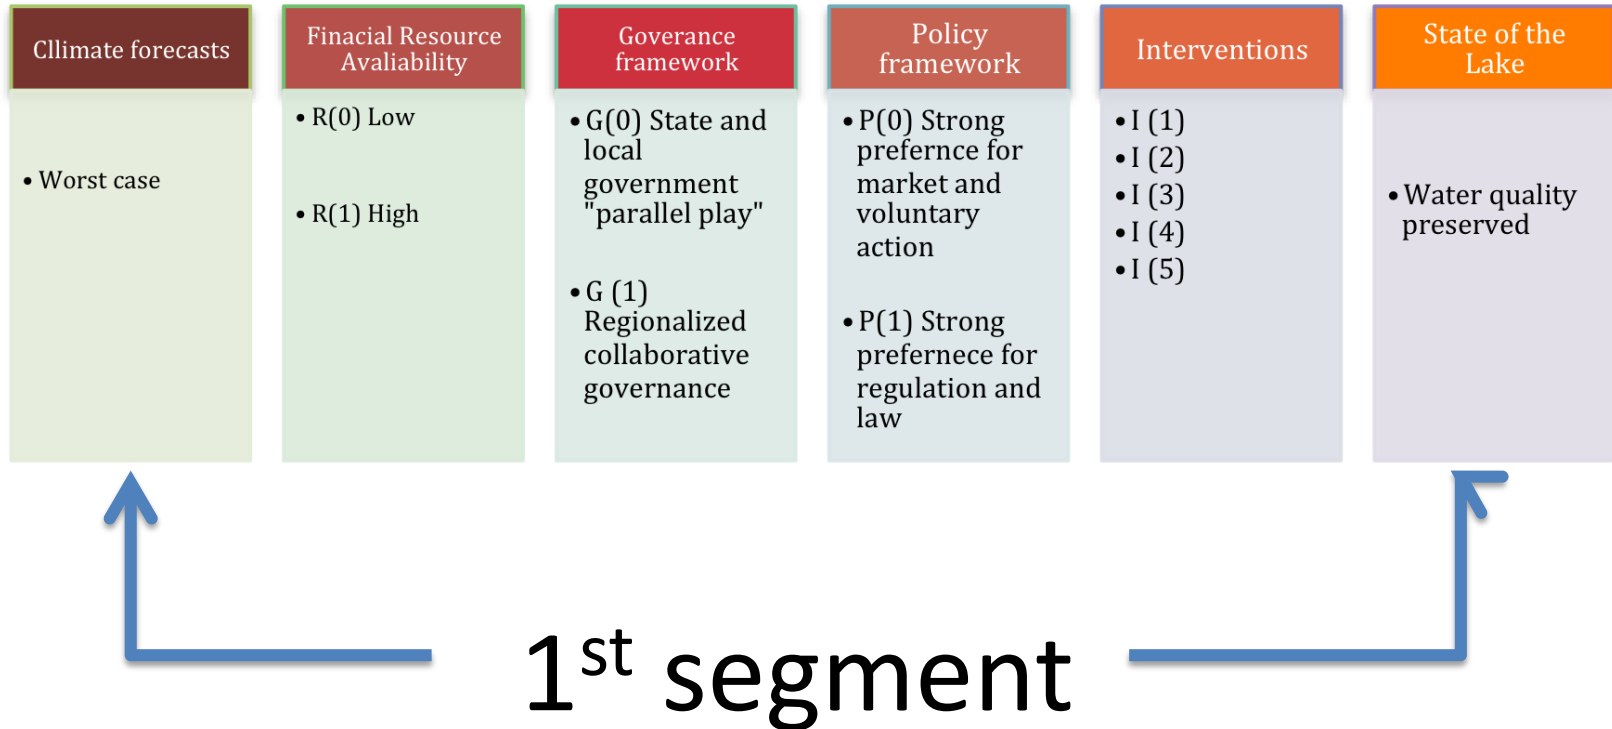 Cllimate forecasts
• Worst case
Finacial Resource
Avaliability
• R(0) Low
• R(1) High
Goverance
framework
• G(0) State and
local
government
"parallel play"
• G (1)
Regionalized
collaborative
governance
Policy
framework
• P(0) Strong
prefernce for
market and
voluntary
action
• P(1) Strong
prefernece for
regulation and
law
Interventions
• I (1)
• I (2)
• I (3)
• I (4)
• I (5)
State of the
Lake
• Water quality
preserved
1st segment